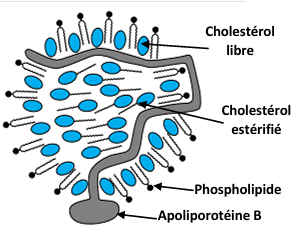 Cholestérol
libre
Cholestérol
estérifié
Phospholipide
Apoliporotéine B